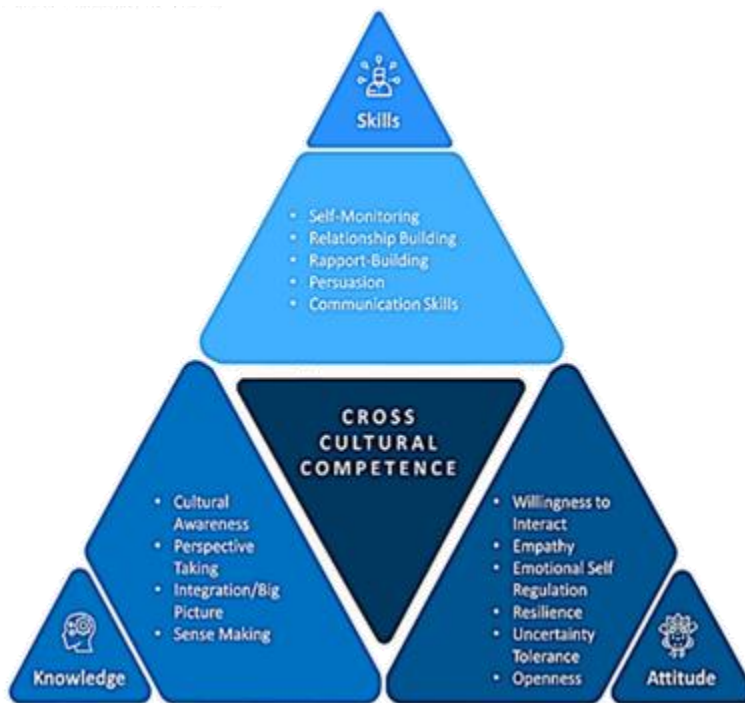 Skills
• Self-Monitoring
• Relationship Building
• Rapport-Building
• Persuasion
• Communication Skills
CROSS
CULTURAL
COMPETENCE
• Cultural
Awareness
• Perspective
Taking
• Integration/Big
Picture
• Sense Making
Knowledge
• Willingness to
Interact
• Empathy
• Emotional Self
Regulation
• Resilience
• Uncertainty
Tolerance
• Openness
Attitude